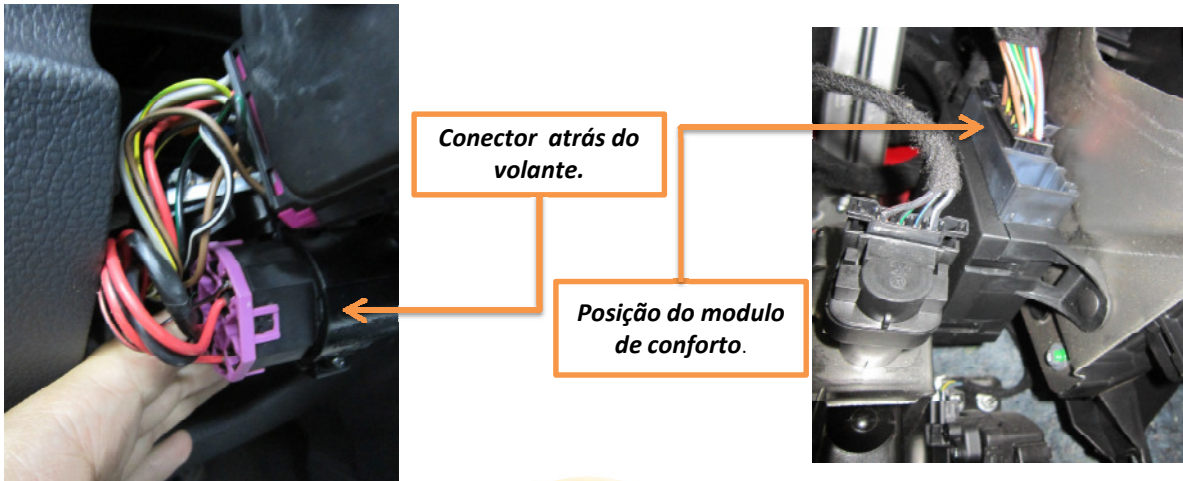 Conector atrás do
volante.
Posição do modulo
de conforto.